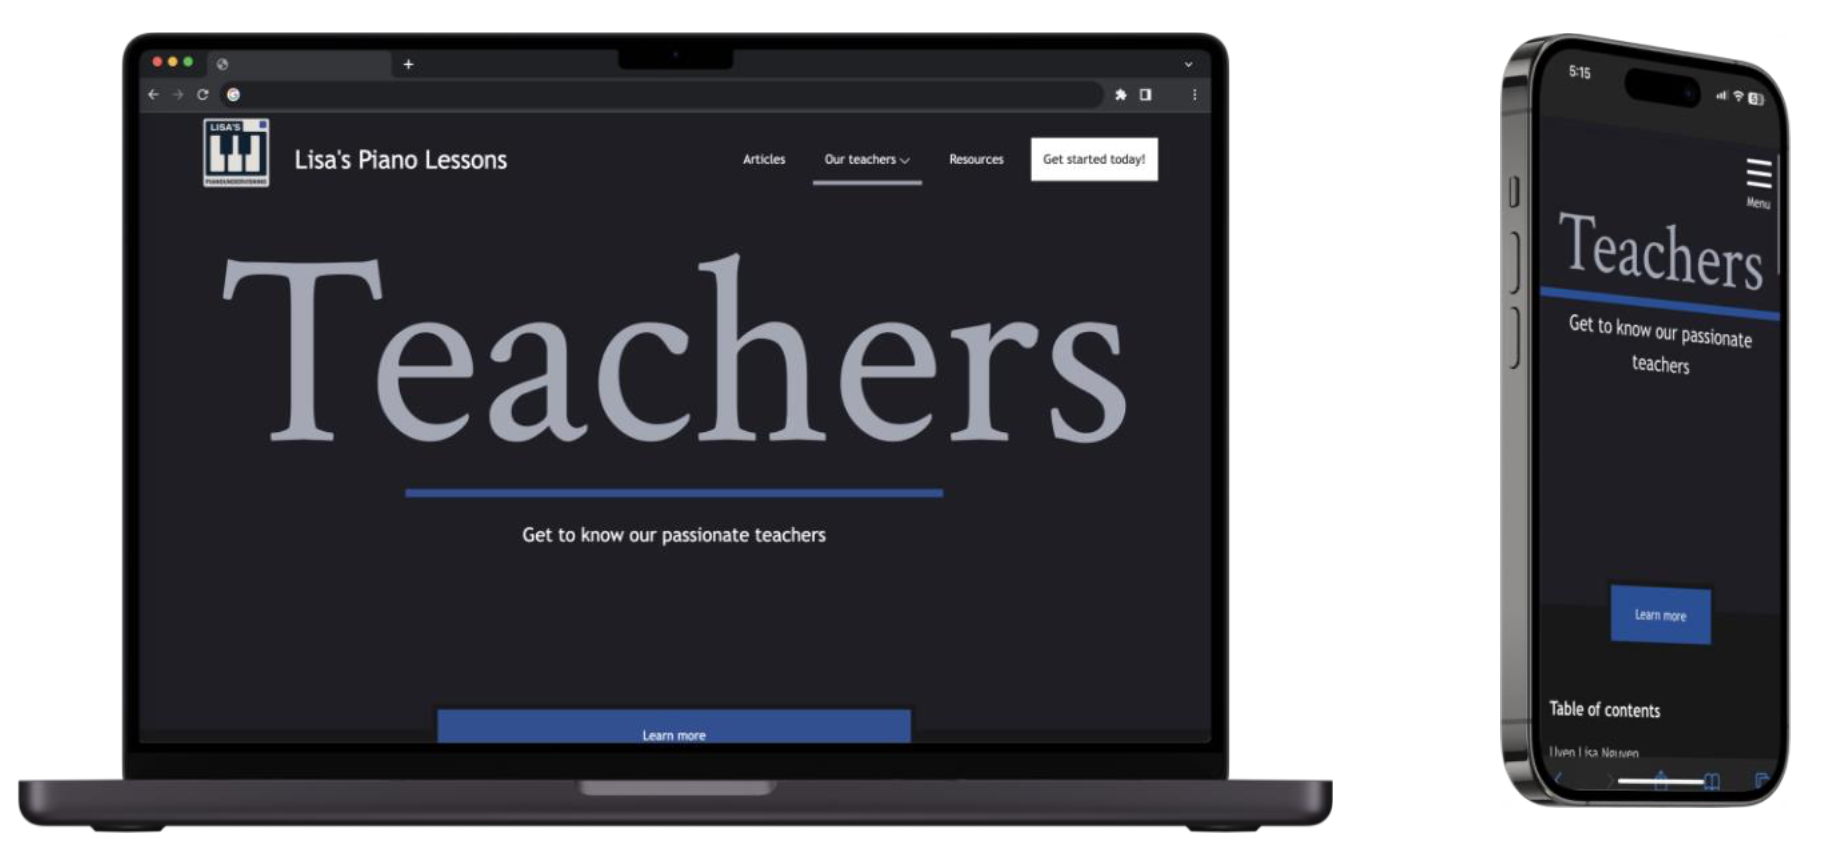 LISA'S
Lisa's Piano Lessons
Articles
Our teachers
Resources
Get started today!
Teachers
Get to know our passionate teachers
Learn more
5:15
Menu
Teachers
Get to know our passionate
teachers
Learn more
Table of contents
Uyen Lisa Nguyen